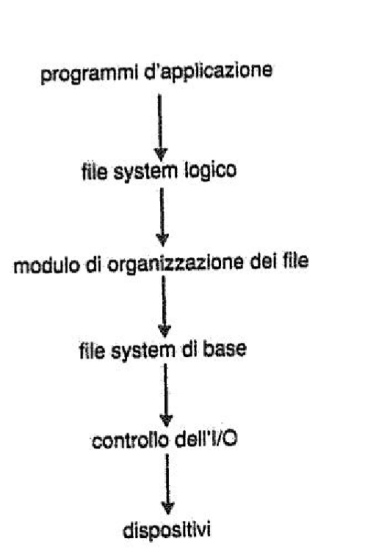 programmi d'applicazione
file system logico
modulo di organizzazione dei file
file system di base
controllo dell'I/O
dispositivi